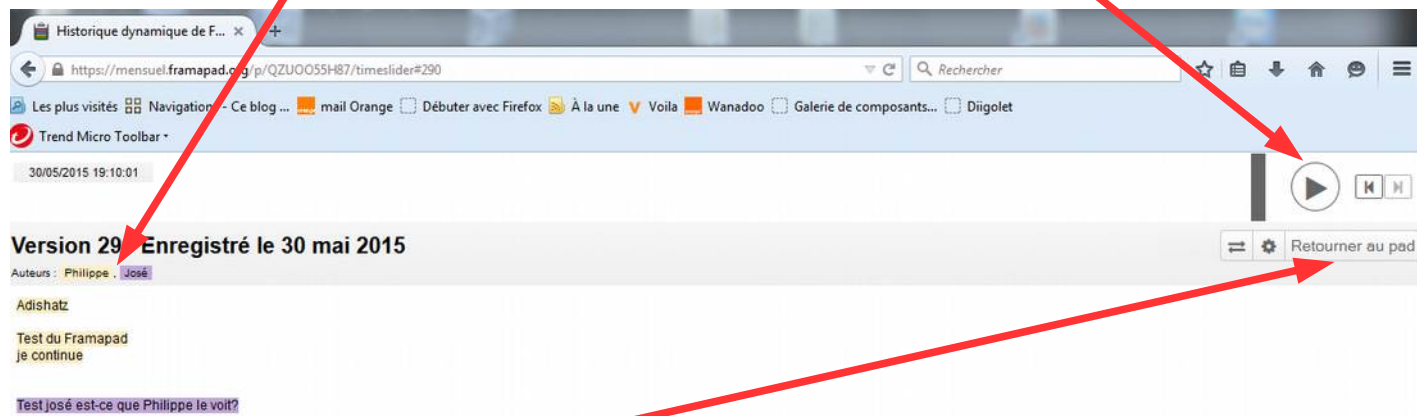 Historique dynamique de F... × +
https://mensuel.framapad.org/p/QZUOO55H87/timeslider#290
Rechercher
Les plus visités Navigation - Ce blog ... mail Orange Débuter avec Firefox À la une Voila Wanadoo Galerie de composants... Diigolet
Trend Micro Toolbar
30/05/2015 19:10:01
Version 29 Enregistré le 30 mai 2015
Retourner au pad
Auteurs : Philippe , José
Adishatz
Test du Framapad
je continue
Test josé est-ce que Philippe le voit?